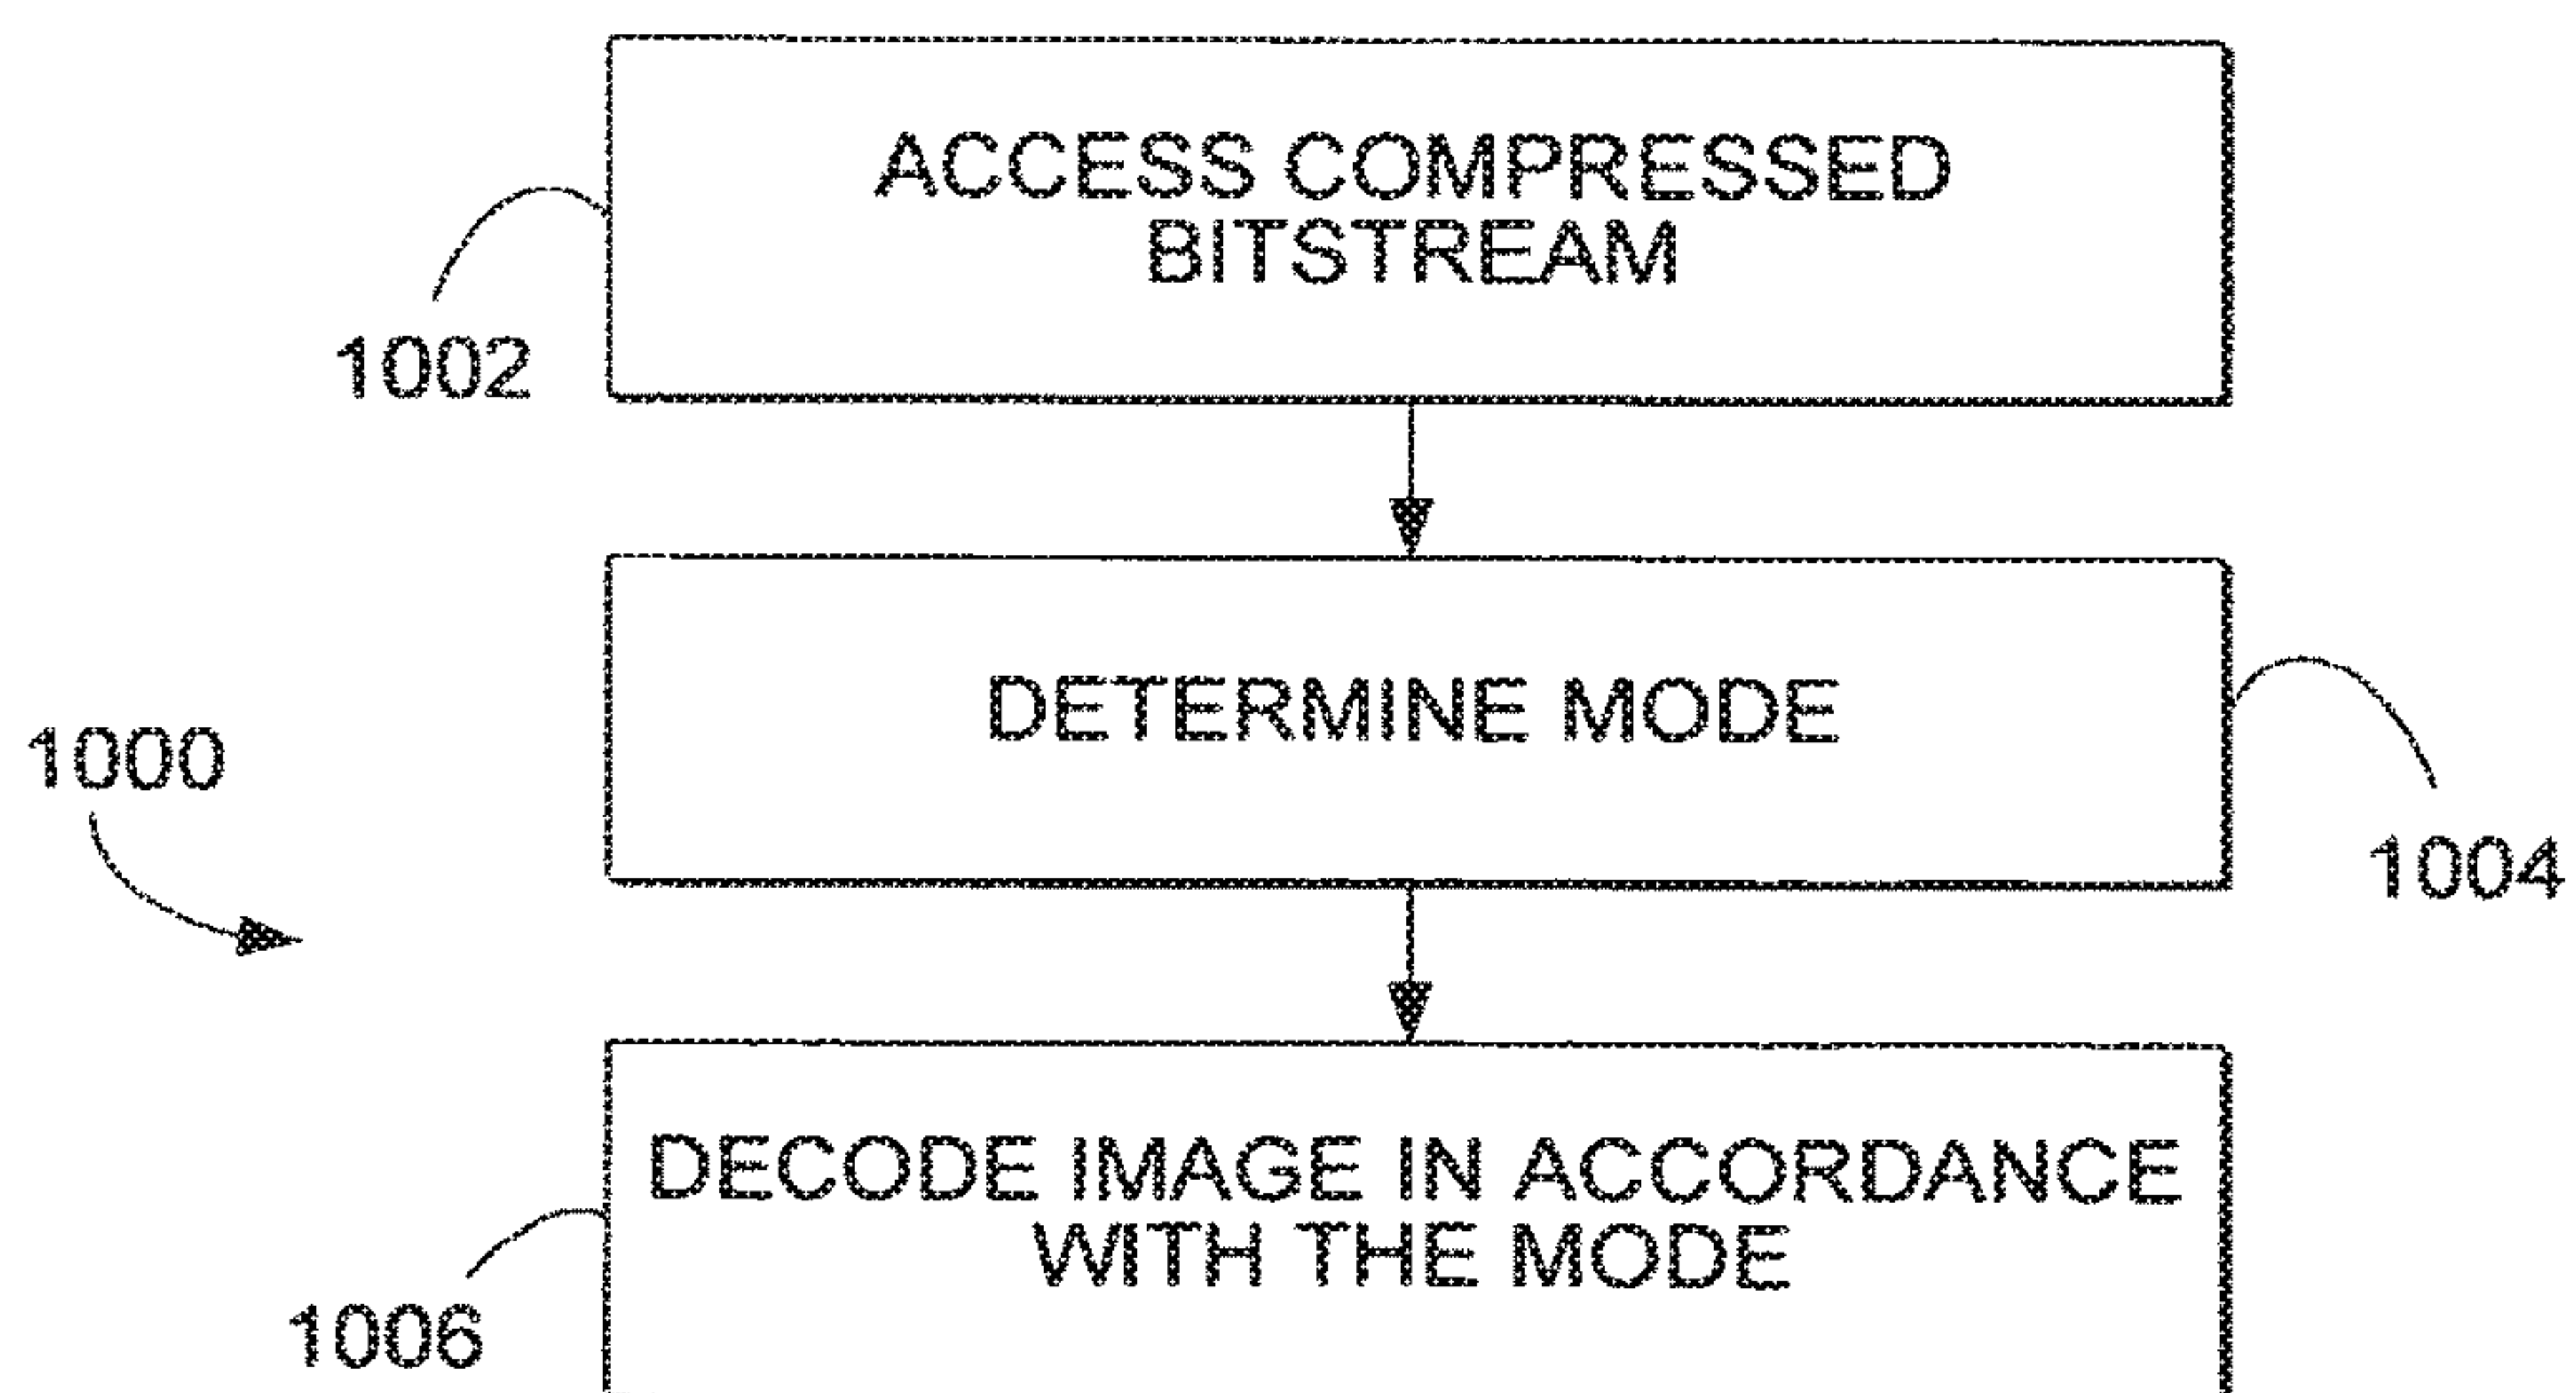 ACCESS COMPRESSED
BITSTREAM
1002
DETERMINE MODE
1000
1004
DECODE IMAGE IN ACCORDANCE
WITH THE MODE
1006